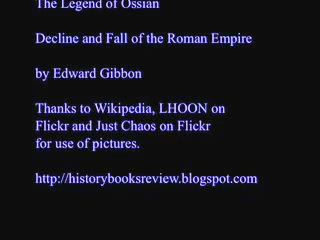 The Legend of Ossian
Decline and Fall of the Roman Empire
by Edward Gibbon
Thanks to Wikipedia, LHOON on
Flickr and Just Chaos on Flickr
for use of pictures.
http://historybooksreview.blogspot.com